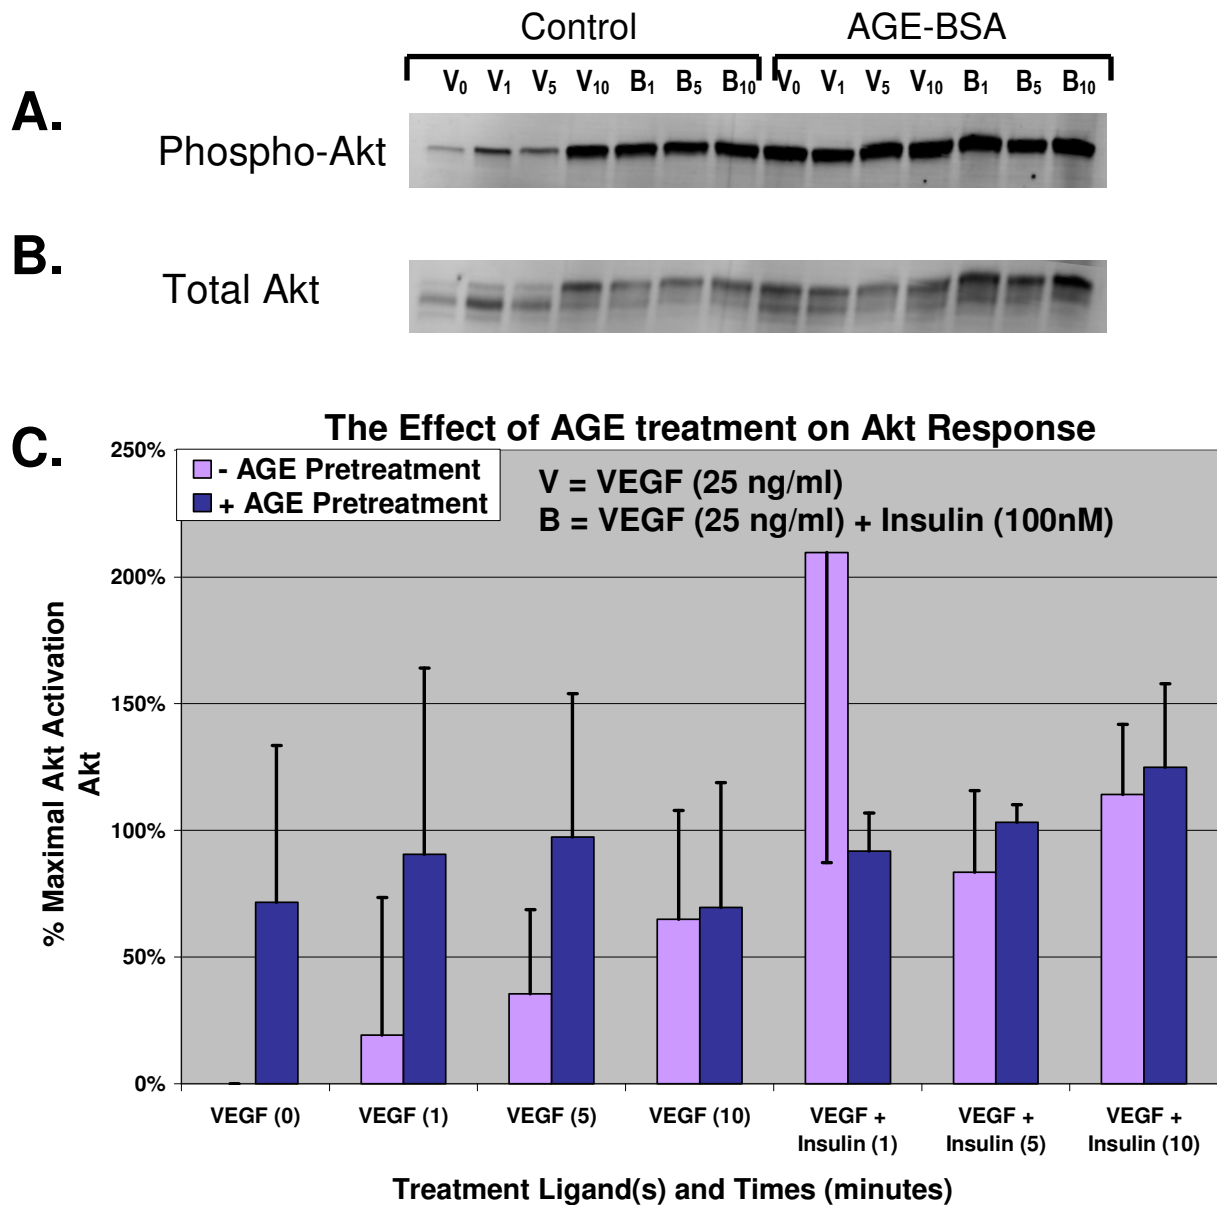 Control AGE-BSA
V₀ V₁ V₅ V₁₀ B₁ B₅ B₁₀ V₀ V₁ V₅ V₁₀ B₁ B₅ B₁₀
A.
Phospho-Akt
B.
Total Akt
C.
The Effect of AGE treatment on Akt Response
- AGE Pretreatment
+ AGE Pretreatment
V = VEGF (25 ng/ml)
B = VEGF (25 ng/ml) + Insulin (100nM)
250%
200%
150%
100%
50%
0%
% Maximal Akt Activation
Akt
VEGF (0) VEGF (1) VEGF (5) VEGF (10) VEGF + VEGF + VEGF +
Insulin (1) Insulin (5) Insulin (10)
Treatment Ligand(s) and Times (minutes)